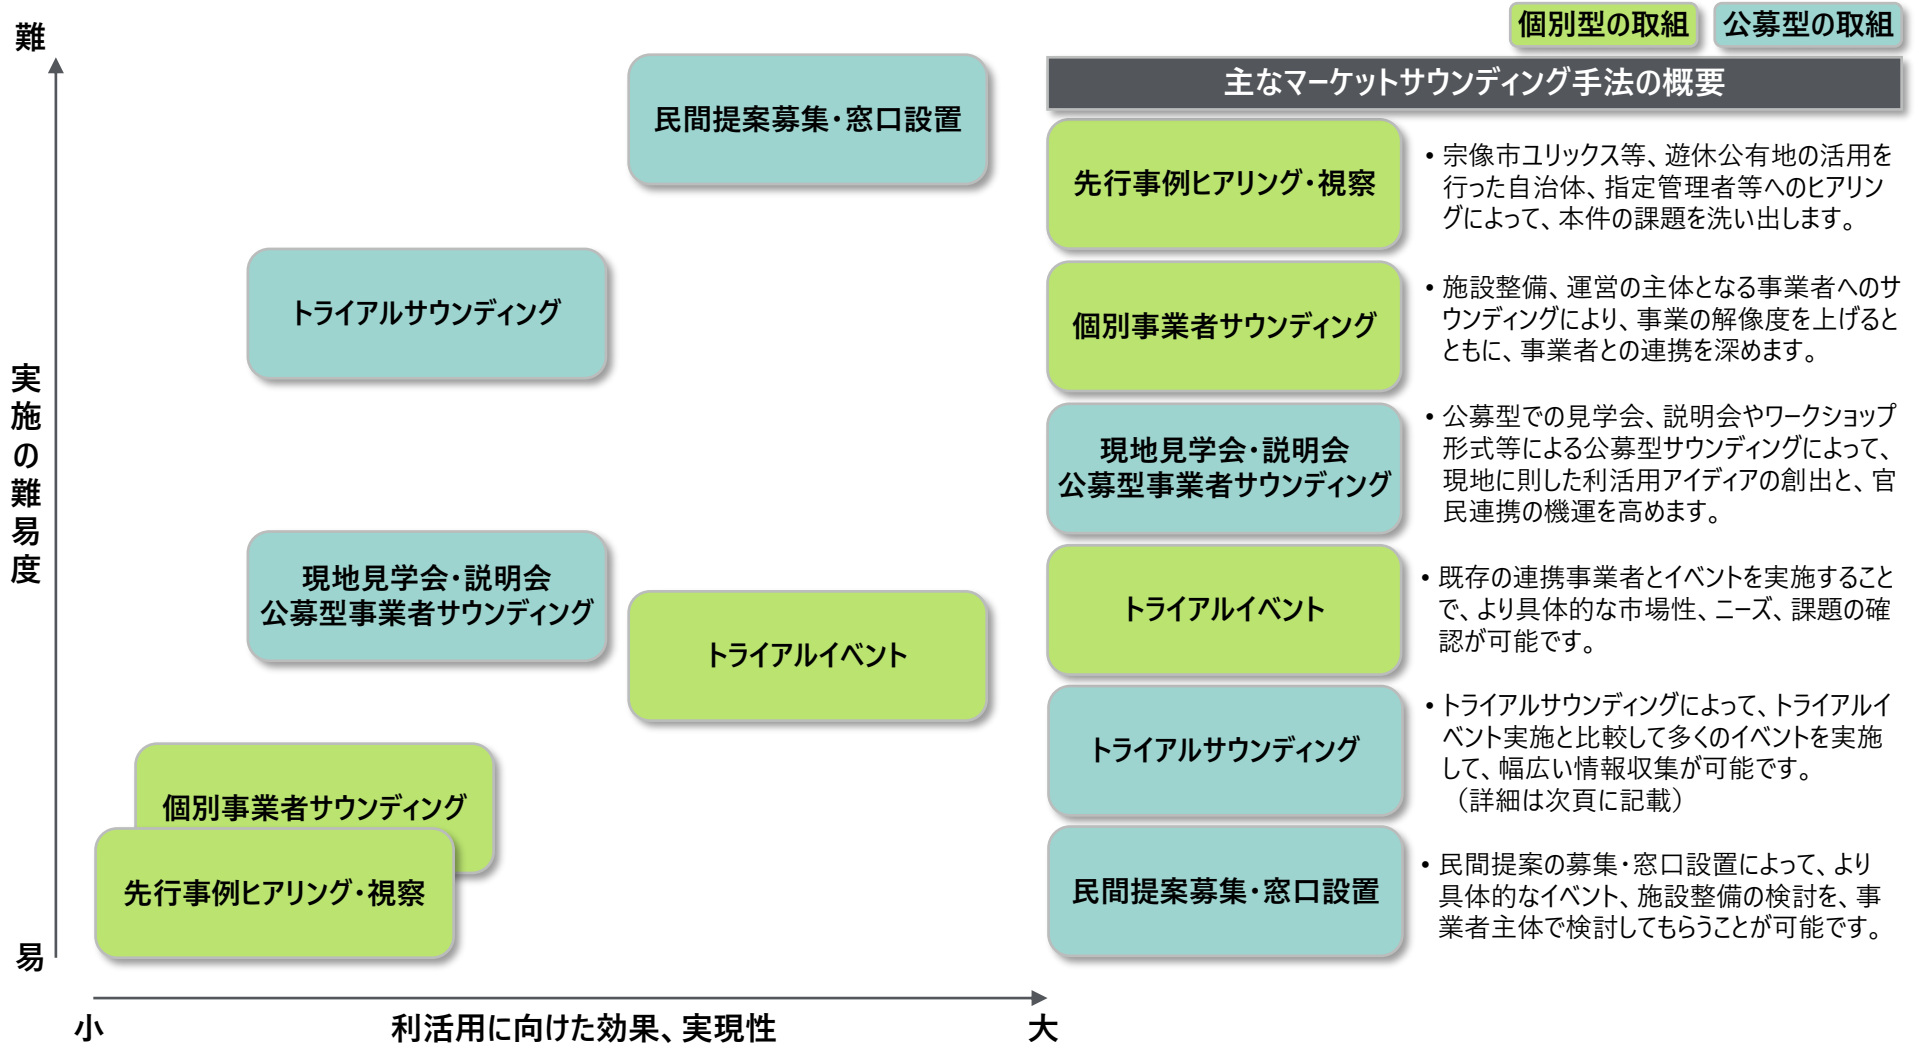 難
実施の難易度
易
小
利活用に向けた効果、実現性
大
民間提案募集・窓口設置
トライアルサウンディング
現地見学会・説明会
公募型事業者サウンディング
トライアルイベント
個別事業者サウンディング
先行事例ヒアリング・視察
個別型の取組
公募型の取組
主なマーケットサウンディング手法の概要
先行事例ヒアリング・視察
• 宗像市ユリックス等、遊休公有地の活用を
行った自治体、指定管理者等へのヒアリン
グによって、本件の課題を洗い出します。
個別事業者サウンディング
• 施設整備、運営の主体となる事業者へのサ
ウンディングにより、事業の解像度を上げると
ともに、事業者との連携を深めます。
現地見学会・説明会
公募型事業者サウンディング
• 公募型での見学会、説明会やワークショップ
形式等による公募型サウンディングによって、
現地に則した利活用アイディアの創出と、官
民連携の機運を高めます。
トライアルイベント
• 既存の連携事業者とイベントを実施すること
で、より具体的な市場性、ニーズ、課題の確
認が可能です。
トライアルサウンディング
• トライアルサウンディングによって、トライアルイ
ベント実施と比較して多くのイベントを実施
して、幅広い情報収集が可能です。
（詳細は次頁に記載）
民間提案募集・窓口設置
• 民間提案の募集・窓口設置によって、より
具体的なイベント、施設整備の検討を、事
業者主体で検討してもらうことが可能です。